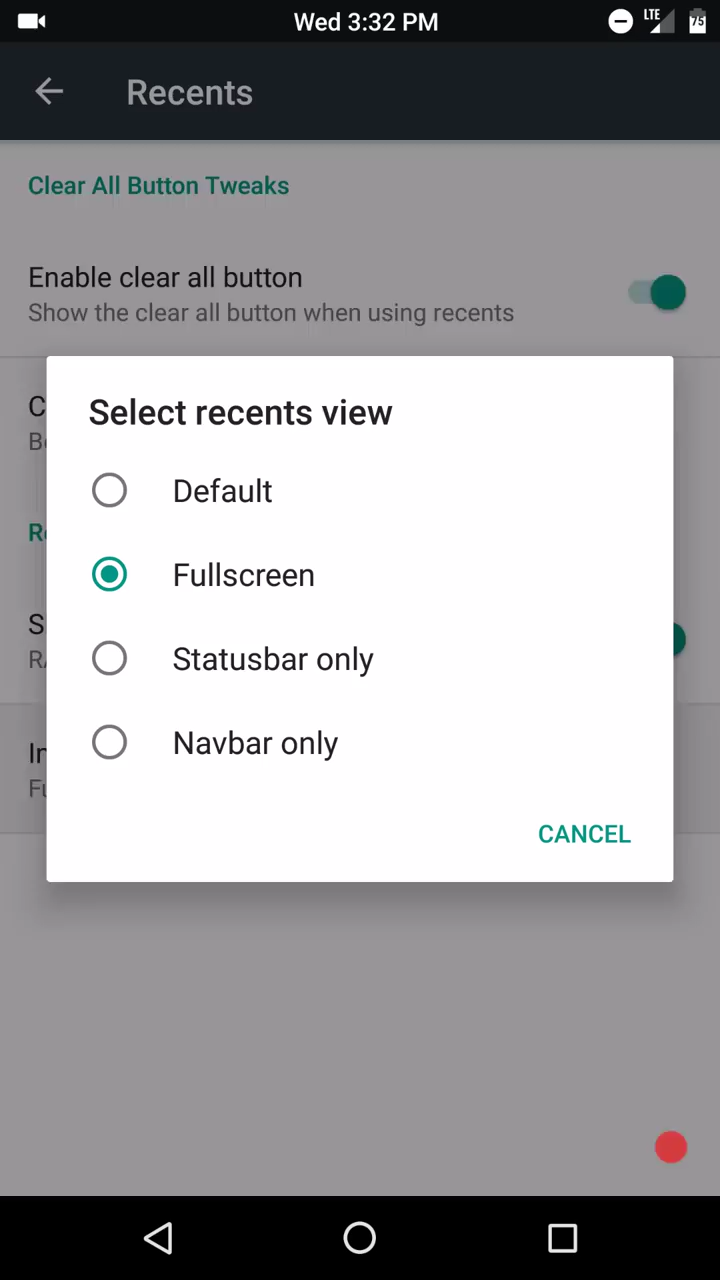 Wed 3:32 PM
LTE
75
Recents
Clear All Button Tweaks
Enable clear all button
Show the clear all button when using recents
Select recents view
Default
Fullscreen
Statusbar only
Navbar only
CANCEL